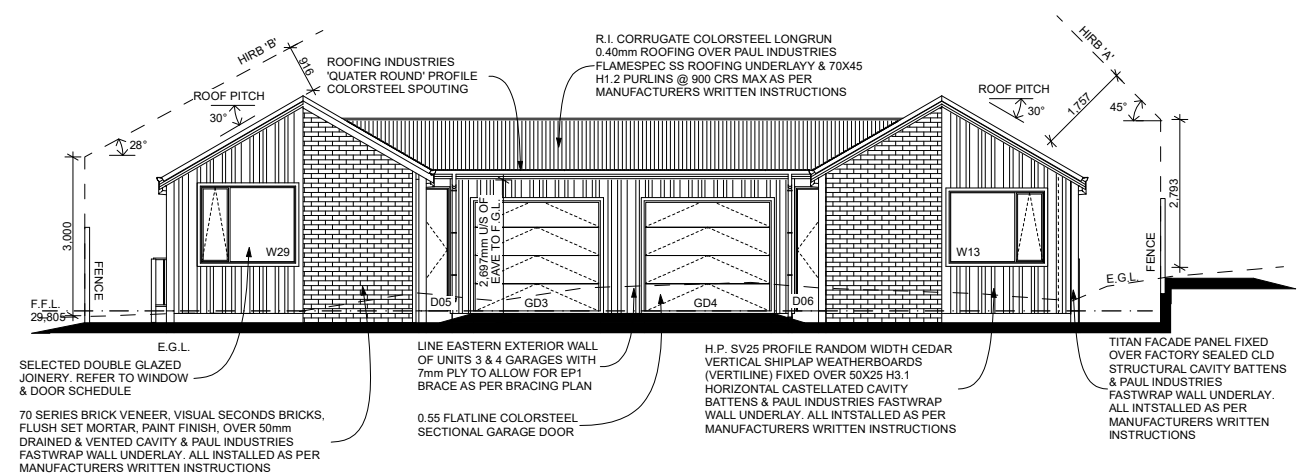 HIRB 'B'
916
ROOF PITCH
30°
28°
3,000
FENCE
F.F.L.
29,805
E.G.L.
ROOFING INDUSTRIES
'QUATER ROUND' PROFILE
COLORSTEEL SPOUTING
R.I. CORRUGATE COLORSTEEL LONGRUN
0.40mm ROOFING OVER PAUL INDUSTRIES
FLAMESPEC SS ROOFING UNDERLAYY & 70X45
H1.2 PURLINS @ 900 CRS MAX AS PER
MANUFACTURERS WRITTEN INSTRUCTIONS
HIRB 'A'
ROOF PITCH
30°
1,757
45°
2,793
FENCE
E.G.L.
W29
D05
2,697mm U/S OF
EAVE TO F.G.L.
GD3
GD4
D06
W13
SELECTED DOUBLE GLAZED
JOINERY. REFER TO WINDOW
& DOOR SCHEDULE
70 SERIES BRICK VENEER, VISUAL SECONDS BRICKS,
FLUSH SET MORTAR, PAINT FINISH, OVER 50mm
DRAINED & VENTED CAVITY & PAUL INDUSTRIES
FASTWRAP WALL UNDERLAY. ALL INSTALLED AS PER
MANUFACTURERS WRITTEN INSTRUCTIONS
LINE EASTERN EXTERIOR WALL
OF UNITS 3 & 4 GARAGES WITH
7mm PLY TO ALLOW FOR EP1
BRACE AS PER BRACING PLAN
0.55 FLATLINE COLORSTEEL
SECTIONAL GARAGE DOOR
H.P. SV25 PROFILE RANDOM WIDTH CEDAR
VERTICAL SHIPLAP WEATHERBOARDS
(VERTILINE) FIXED OVER 50X25 H3.1
HORIZONTAL CASTELLATED CAVITY
BATTENS & PAUL INDUSTRIES FASTWRAP
WALL UNDERLAY. ALL INTSTALLED AS PER
MANUFACTURERS WRITTEN INSTRUCTIONS
TITAN FACADE PANEL FIXED
OVER FACTORY SEALED CLD
STRUCTURAL CAVITY BATTENS
& PAUL INDUSTRIES
FASTWRAP WALL UNDERLAY.
ALL INTSTALLED AS PER
MANUFACTURERS WRITTEN
INSTRUCTIONS